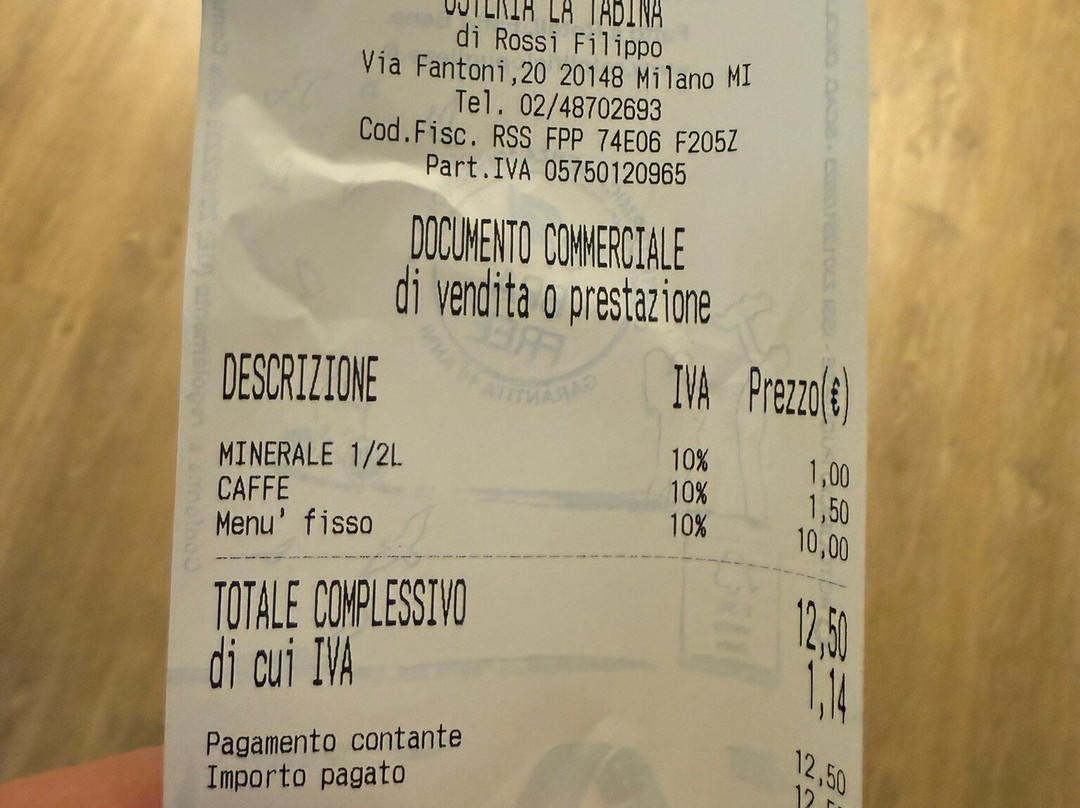 OSTERIA LA TABINA
di Rossi Filippo
Via Fantoni,20 20148 Milano MI
Tel. 02/48702693
Cod.Fisc. RSS FPP 74E06 F205Z
Part.IVA 05750120965
DOCUMENTO COMMERCIALE
di vendita o prestazione
DESCRIZIONE IVA Prezzo(€)
MINERALE 1/2L 10% 1,00
CAFFE 10% 1,50
Menu' fisso 10% 10,00
TOTALE COMPLESSIVO 12,50
di cui IVA 1,14
Pagamento contante 12,50
Importo pagato